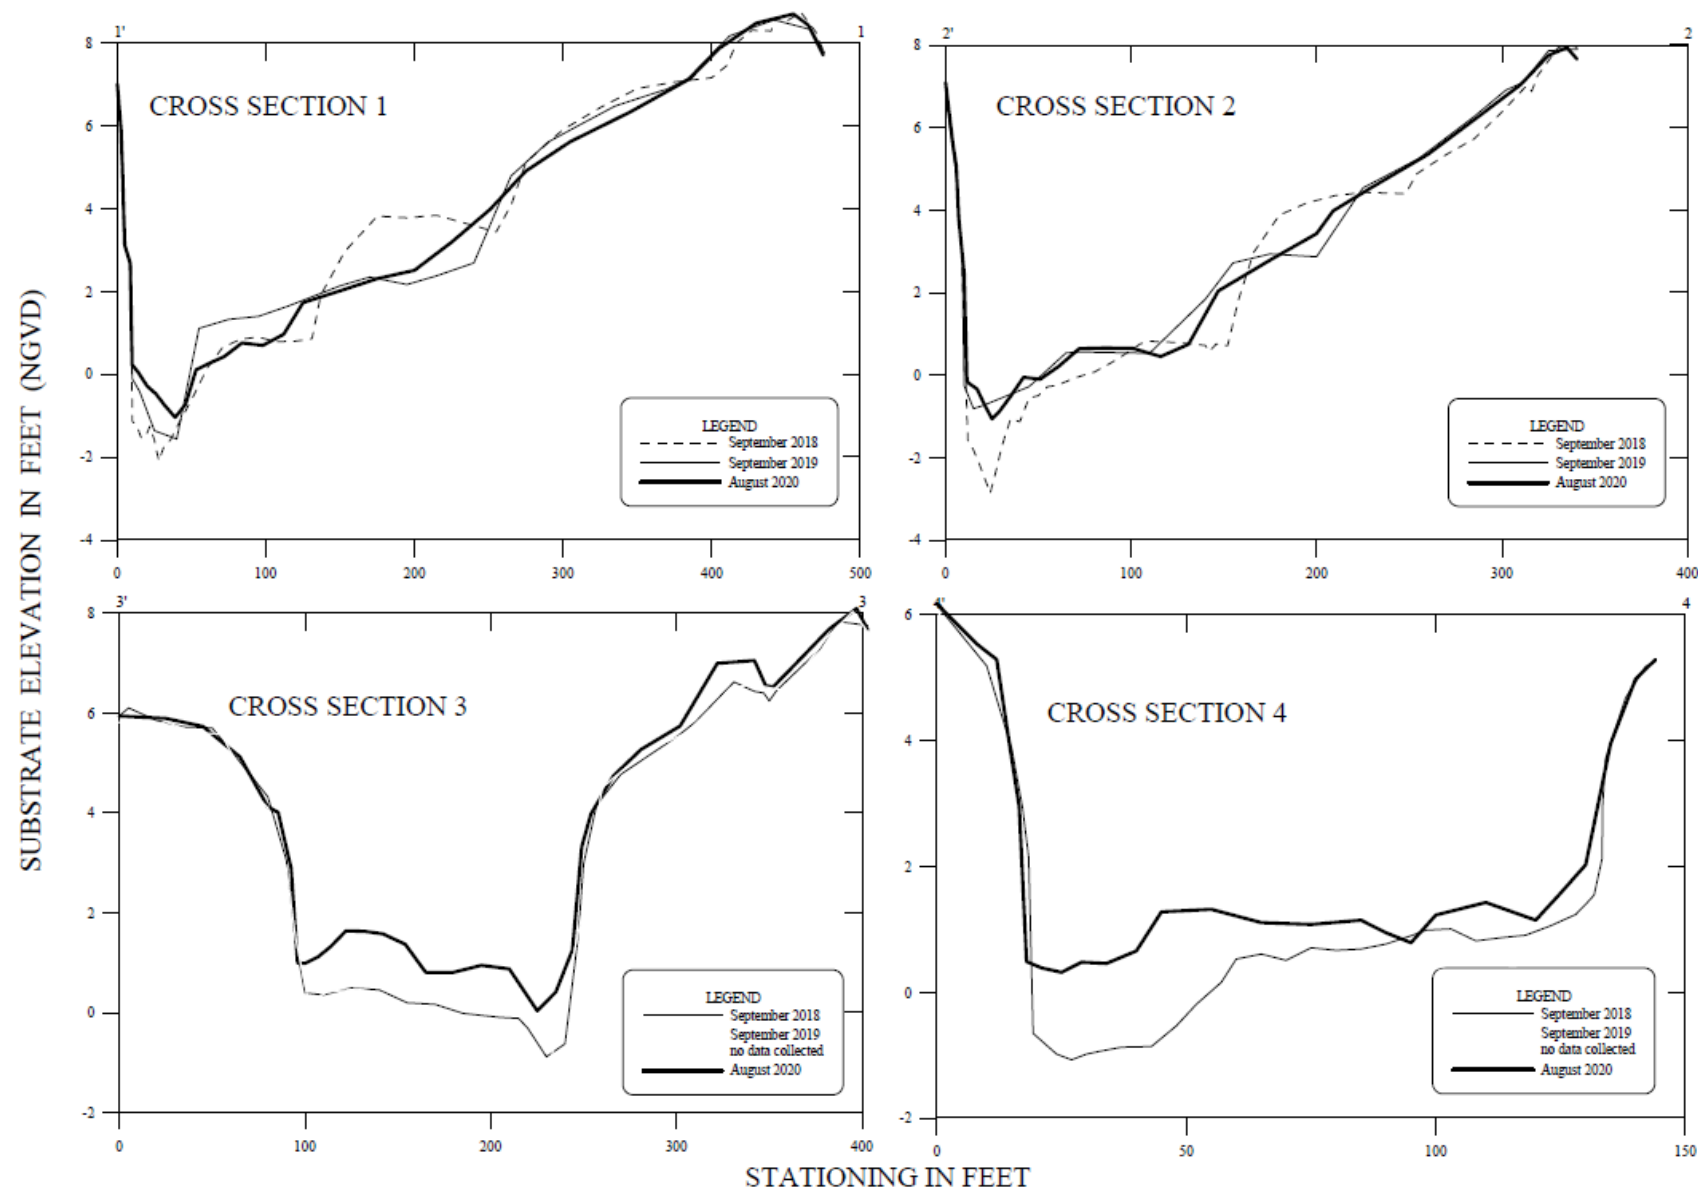 SUBSTRATE ELEVATION IN FEET (NGVD)
1' 1
8
6
4
2
0
-2
-4
CROSS SECTION 1
LEGEND
September 2018
September 2019
August 2020
0 100 200 300 400 500
2' 2
8
6
4
2
0
-2
-4
CROSS SECTION 2
LEGEND
September 2018
September 2019
August 2020
0 100 200 300 400
3' 3
8
6
4
2
0
-2
CROSS SECTION 3
LEGEND
September 2018
September 2019
no data collected
August 2020
0 100 200 300 400
4' 4
6
4
2
0
-2
CROSS SECTION 4
LEGEND
September 2018
September 2019
no data collected
August 2020
0 50 100 150
STATIONING IN FEET